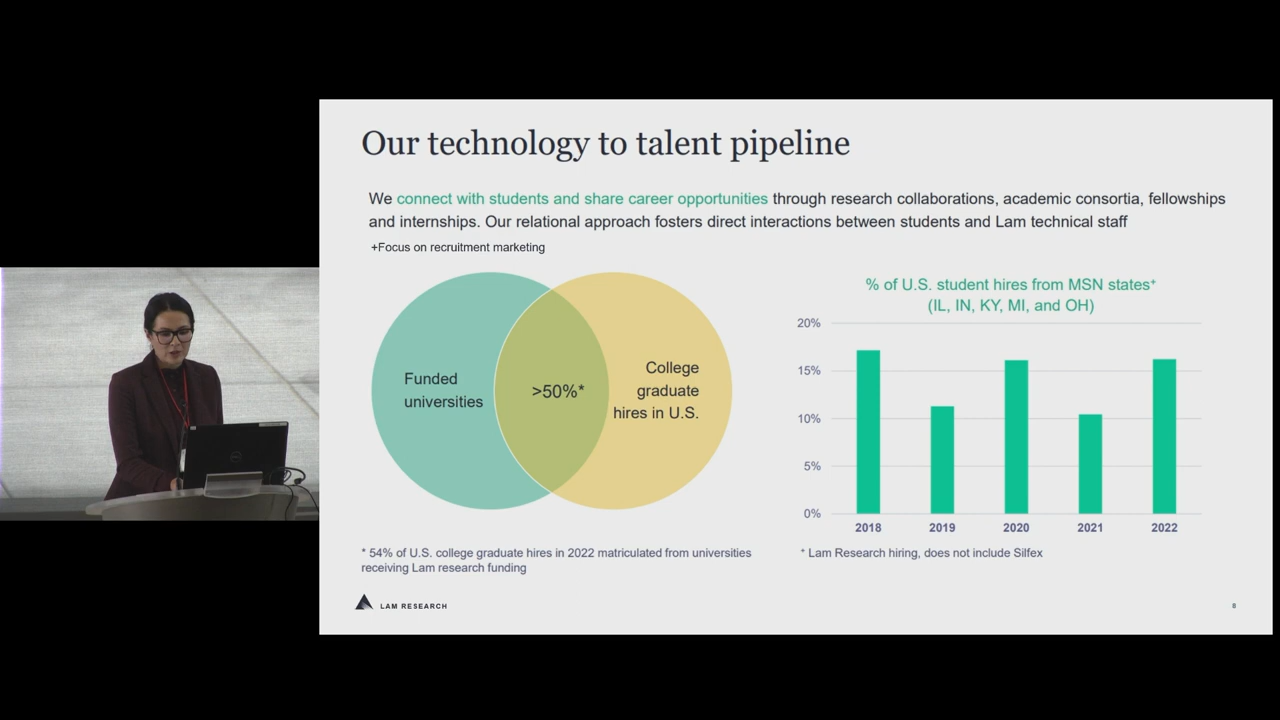 Our technology to talent pipeline
We connect with students and share career opportunities through research collaborations, academic consortia, fellowships
and internships. Our relational approach fosters direct interactions between students and Lam technical staff
+Focus on recruitment marketing
Funded
universities
>50%*
College
graduate
hires in U.S.
* 54% of U.S. college graduate hires in 2022 matriculated from universities
receiving Lam research funding
% of U.S. student hires from MSN states⁺
(IL, IN, KY, MI, and OH)
20%
15%
10%
5%
0%
2018 2019 2020 2021 2022
⁺ Lam Research hiring, does not include Silfex
LAM RESEARCH
8